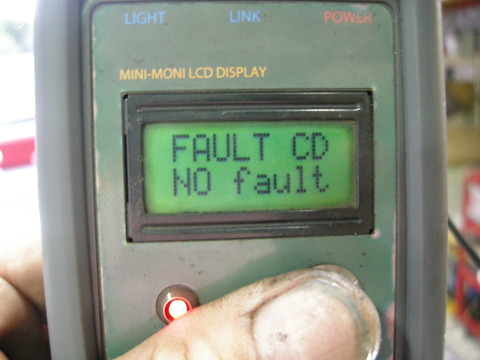 LIGHT LINK POWER
MINI-MONI LCD DISPLAY
FAULT CD
NO fault